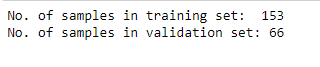 No. of samples in training set:  153
No. of samples in validation set: 66